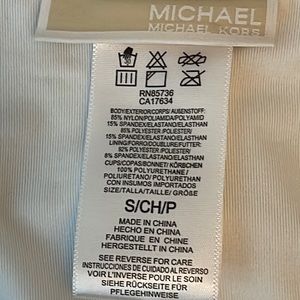 MICHAEL
MICHAEL KORS
RN85736
CA17634
BODY/EXTERIOR/CORPS/ AUßENSTOFF:
85% NYLON/POLIAMIDA/POLYAMID
15% SPANDEX/ELASTANO/ELASTHAN
85% POLYESTER /POLIESTER
15% SPANDEX/ELASTANO/ELASTHAN
LINING/FORRO/DOUBLURE/FUTTER:
92% POLYESTER /POLIESTER
8% SPANDEX/ELASTANO/ELASTHAN
CUPS/COPAS/BONNET/ KÖRBCHEN
100% POLYURETHANE /
POLIURETANO/ POLYURETHAN
CON INSUMOS IMPORTADOS
SIZE/TALLA/TAILLE/ GRÖßE/
S/CH/P
MADE IN CHINA
HECHO EN CHINA
FABRIQUE EN CHINE
HERGESTELLT IN CHINA
SEE REVERSE FOR CARE
INSTRUCCIONES DE CUIDADO AL REVERSO
VOIR L'ENDOS POUR LE SOIN
SIEHE RÜCKSEITE FÜR
PFLEGEHINWEISE